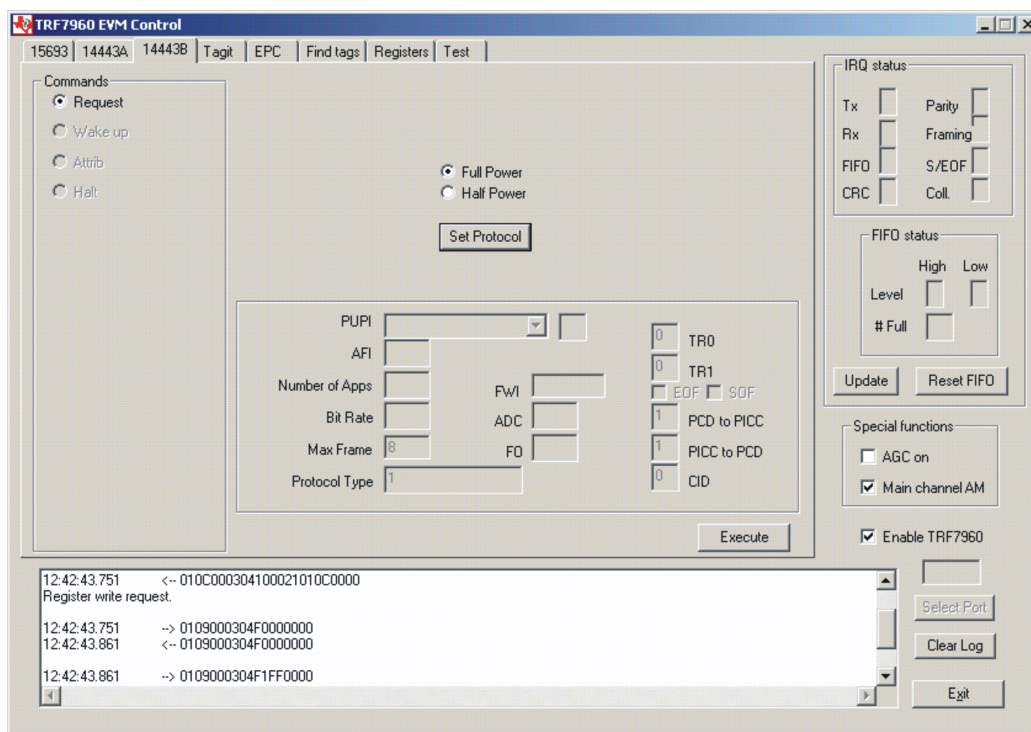 TRF7960 EVM Control
15693 14443A 14443B Tagit EPC Find tags Registers Test
Commands
Request
Wake up
Attrib
Halt
Full Power
Half Power
Set Protocol
PUPI
AFI
Number of Apps
Bit Rate
Max Frame 8
Protocol Type 1
FWI
ADC
FO
0 TR0
0 TR1
EOF SOF
1 PCD to PICC
1 PICC to PCD
0 CID
Execute
IRQ status
Tx Parity
Rx Framing
FIFO S/EOF
CRC Coll.
FIFO status
High Low
Level
# Full
Update Reset FIFO
Special functions
AGC on
Main channel AM
Enable TRF7960
Select Port
Clear Log
Exit
12:42:43.751 <-- 010C000304100021010C0000
Register write request.
12:42:43.751 --> 0109000304F0000000
12:42:43.861 <-- 0109000304F0000000
12:42:43.861 --> 0109000304F1FF0000